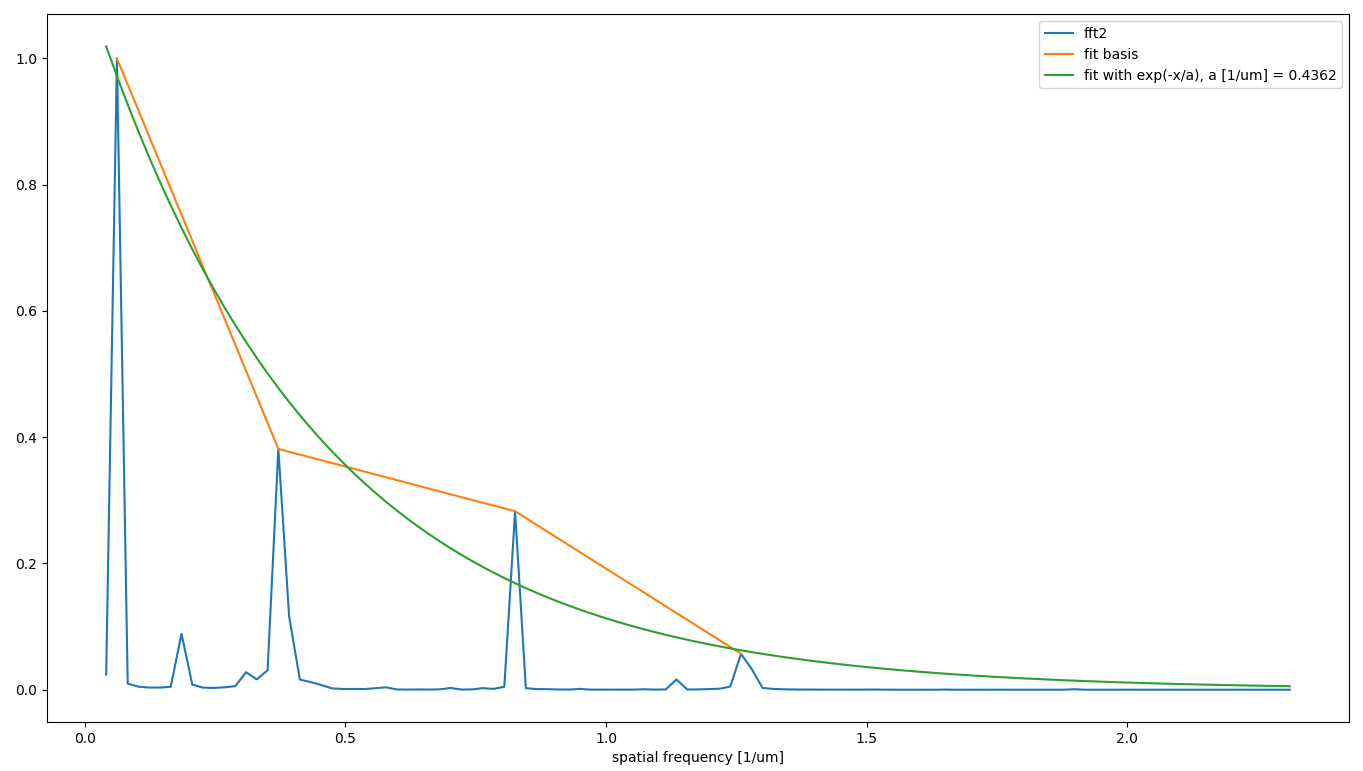 fft2
fit basis
fit with exp(-x/a), a [1/um] = 0.4362
1.0
0.8
0.6
0.4
0.2
0.0
0.0 0.5 1.0 1.5 2.0
spatial frequency [1/um]